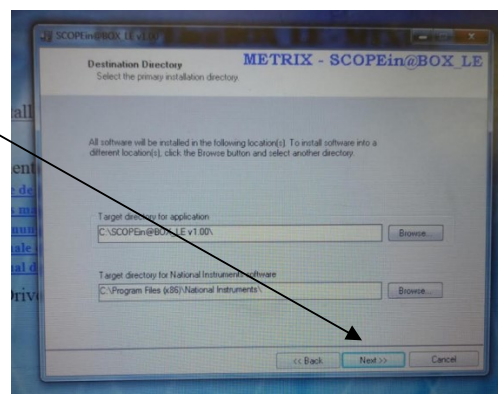 SCOPEin@BOX_LE v1.00
METRIX - SCOPEin@BOX_LE
Destination Directory
Select the primary installation directory.
All software will be installed in the following location(s). To install software into a
different location(s), click the Browse button and select another directory.
Target directory for application
C:\SCOPEin@BOX_LE v1.00\
Browse...
Target directory for National Instruments software
C:\Program Files (x86)\National Instruments\
Browse...
<< Back
Next >>
Cancel